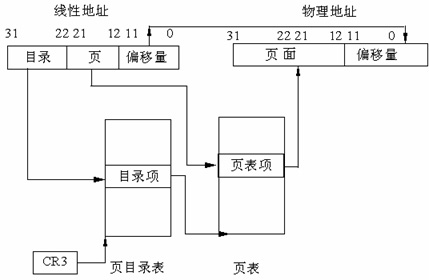 线性地址 物理地址
31 22 21 12 11 0 31 22 21 12 11 0
目录 页 偏移量 页面 偏移量
页表项
目录项
CR3 页目录表 页表